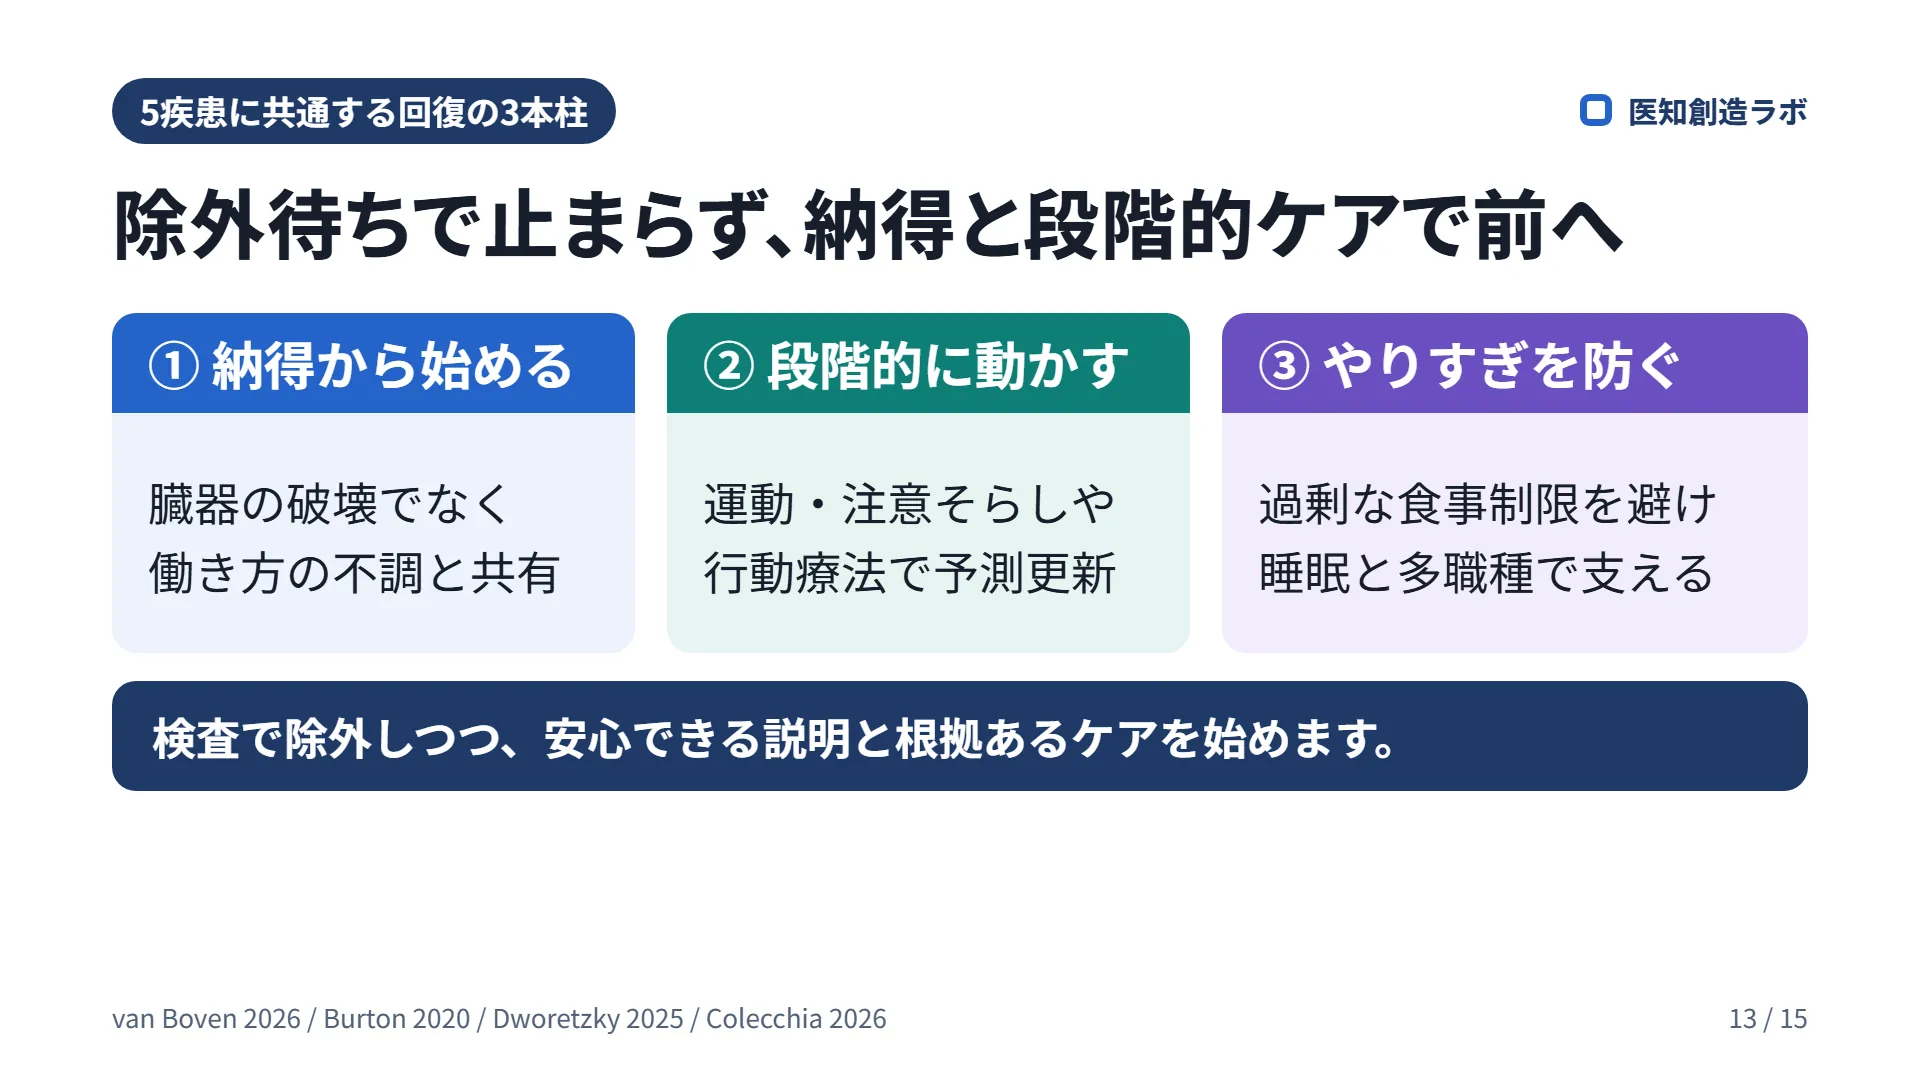 5疾患に共通する回復の3本柱
医知創造ラボ
除外待ちで止まらず、納得と段階的ケアで前へ
① 納得から始める
臓器の破壊でなく
働き方の不調と共有
② 段階的に動かす
運動・注意そらしや
行動療法で予測更新
③ やりすぎを防ぐ
過剰な食事制限を避け
睡眠と多職種で支える
検査で除外しつつ、安心できる説明と根拠あるケアを始めます。
van Boven 2026 / Burton 2020 / Dworetzky 2025 / Colecchia 2026
13 / 15